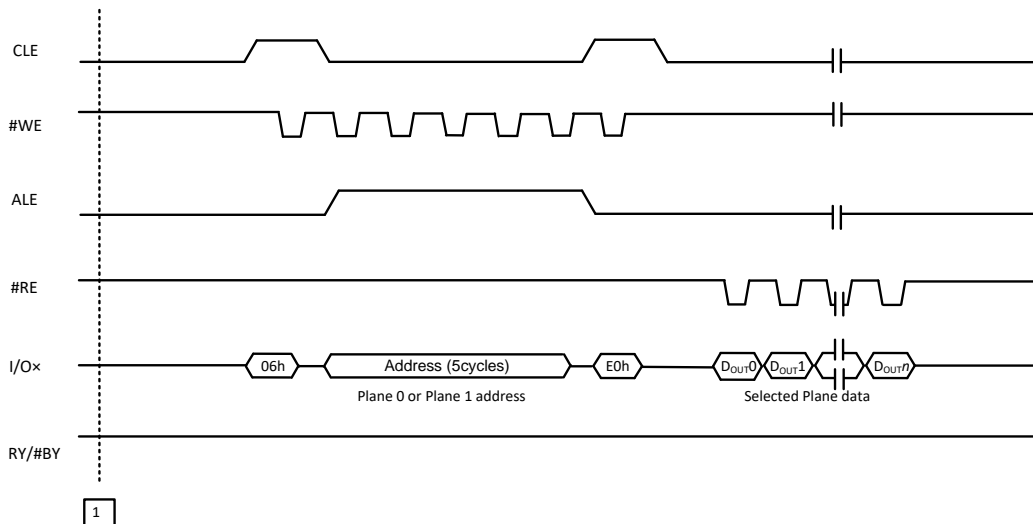 CLE
#WE
ALE
#RE
I/O× 06h Address (5cycles) E0h DOUT0 DOUT1 DOUTn
Plane 0 or Plane 1 address Selected Plane data
RY/#BY
1